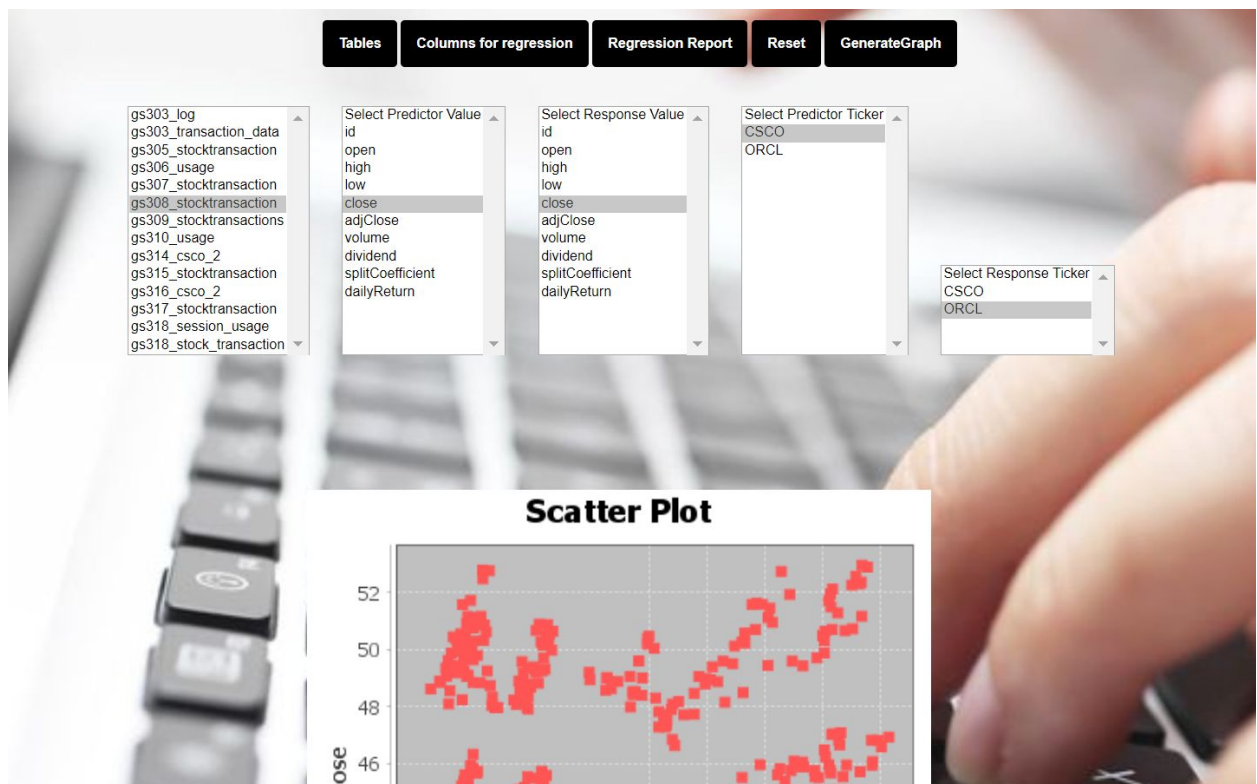 Tables
Columns for regression
Regression Report
Reset
GenerateGraph
gs303_log
gs303_transaction_data
gs305_stocktransaction
gs306_usage
gs307_stocktransaction
gs308_stocktransaction
gs309_stocktransactions
gs310_usage
gs314_csco_2
gs315_stocktransaction
gs316_csco_2
gs317_stocktransaction
gs318_session_usage
gs318_stock_transaction
Select Predictor Value
id
open
high
low
close
adjClose
volume
dividend
splitCoefficient
dailyReturn
Select Response Value
id
open
high
low
close
adjClose
volume
dividend
splitCoefficient
dailyReturn
Select Predictor Ticker
CSCO
ORCL
Select Response Ticker
CSCO
ORCL
Scatter Plot
52
50
48
46